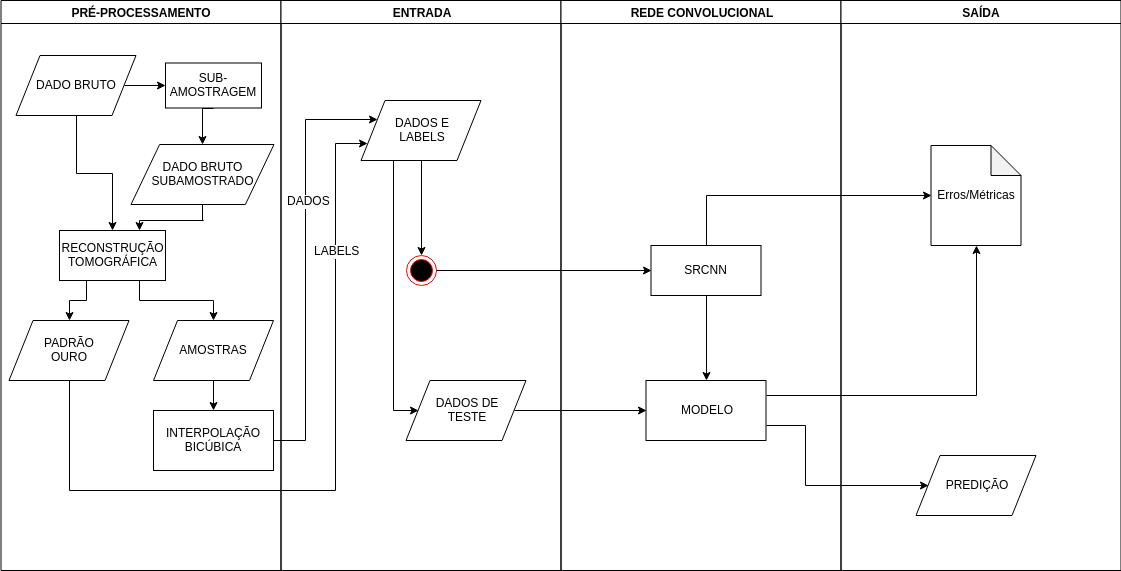 PRÉ-PROCESSAMENTO
ENTRADA
REDE CONVOLUCIONAL
SAÍDA
DADO BRUTO
SUB-
AMOSTRAGEM
DADO BRUTO
SUBAMOSTRADO
RECONSTRUÇÃO
TOMOGRÁFICA
PADRÃO
OURO
AMOSTRAS
INTERPOLAÇÃO
BICÚBICA
DADOS
LABELS
DADOS E
LABELS
DADOS DE
TESTE
SRCNN
MODELO
Erros/Métricas
PREDIÇÃO